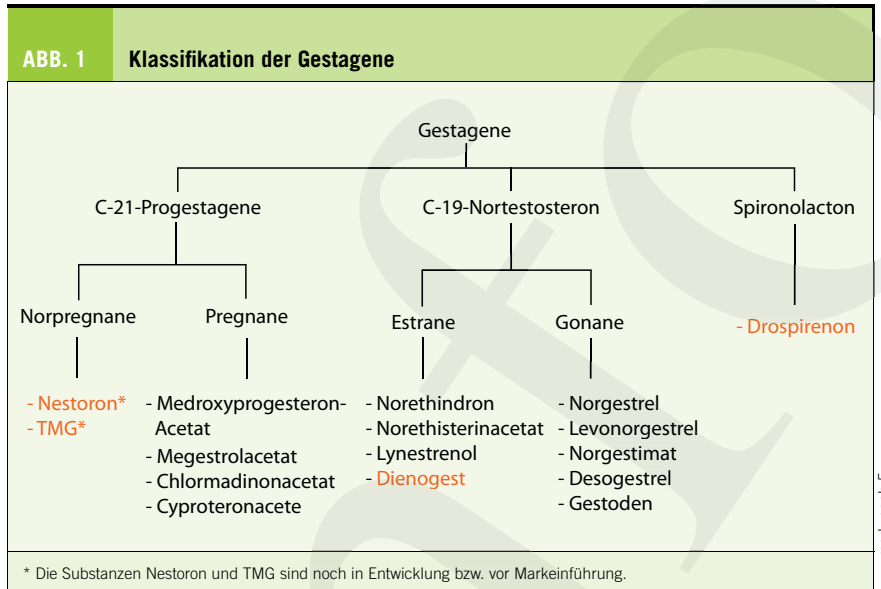 ABB. 1 Klassifikation der Gestagene
Gestagene
C-21-Progestagene C-19-Nortestosteron Spironolacton
Norpregnane Pregnane Estrane Gonane - Drospirenon
- Nestoron*
- TMG*
- Medroxyprogesteron-
Acetat
- Megestrolacetat
- Chlormadinonacetat
- Cyproteronacete
- Norethindron
- Norethisterinacetat
- Lynestrenol
- Dienogest
- Norgestrel
- Levonorgestrel
- Norgestimat
- Desogestrel
- Gestoden
* Die Substanzen Nestoron und TMG sind noch in Entwicklung bzw. vor Markeinführung.